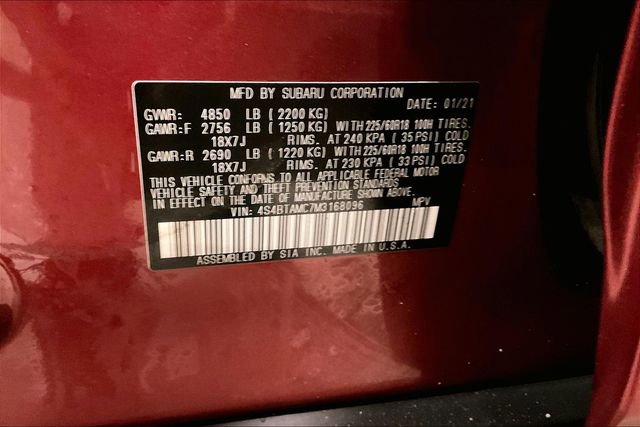 MFD BY SUBARU CORPORATION
DATE: 01/21
GVWR: 4850 LB ( 2200 KG)
GAWR:F 2756 LB ( 1250 KG) WITH 225/60R18 100H TIRES.
18X7J RIMS. AT 240 KPA ( 35 PSI) COLD
GAWR:R 2690 LB ( 1220 KG) WITH 225/60R18 100H TIRES.
18X7J RIMS. AT 230 KPA ( 33 PSI) COLD
THIS VEHICLE CONFORMS TO ALL APPLICABLE FEDERAL MOTOR
VEHICLE SAFETY AND THEFT PREVENTION STANDARDS
IN EFFECT ON THE DATE OF MANUFACTURE SHOWN ABOVE.
VIN: 4S4BTAMC7M3168096 MPV
ASSEMBLED BY SIA INC. MADE IN U.S.A.